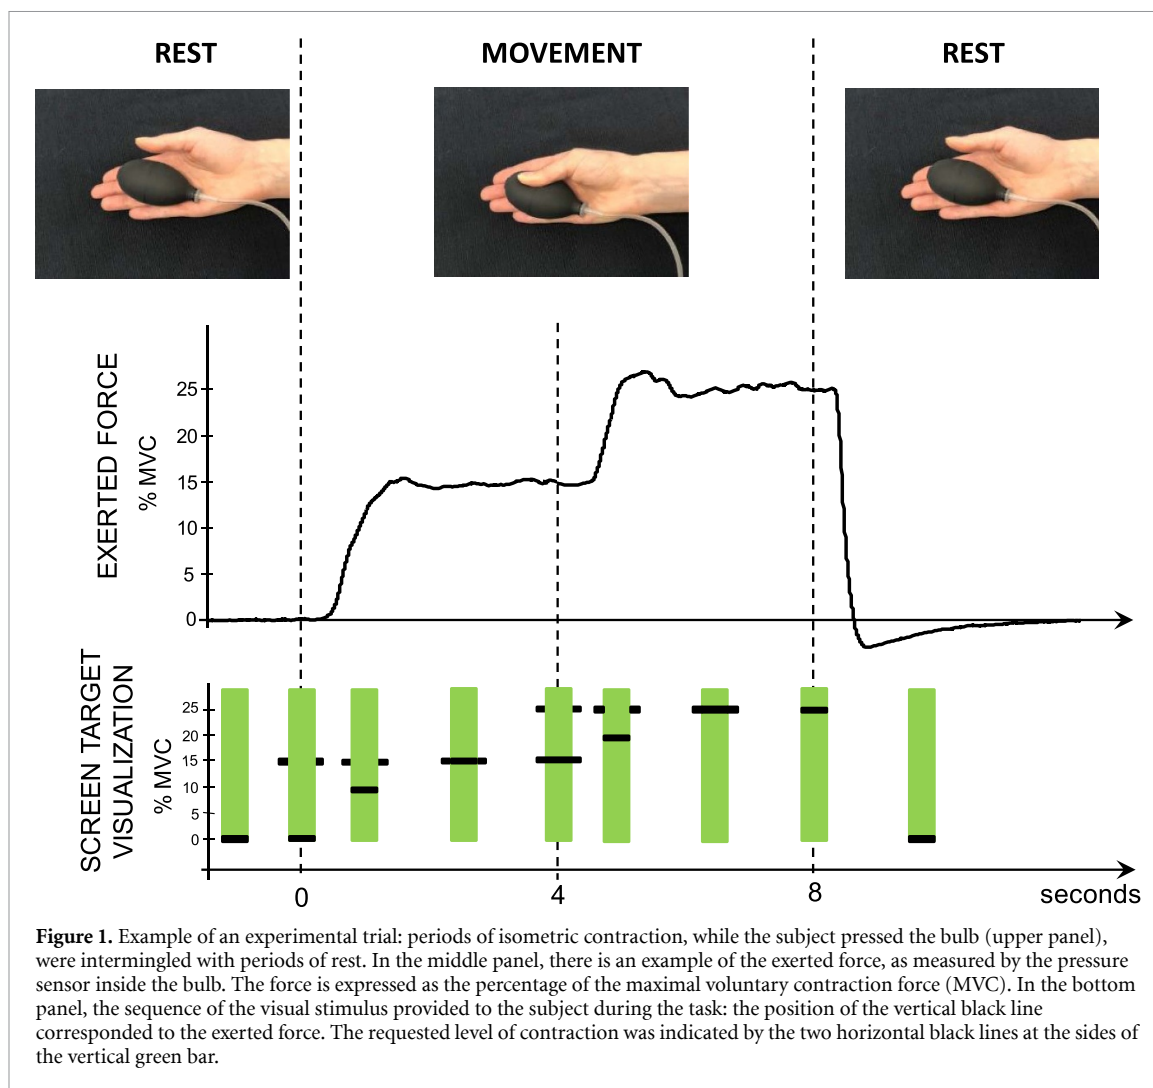 REST
MOVEMENT
REST
EXERTED FORCE
% MVC
25
20
15
10
5
0
SCREEN TARGET
VISUALIZATION
% MVC
25
20
15
10
5
0
0
4
8
seconds
Figure 1. Example of an experimental trial: periods of isometric contraction, while the subject pressed the bulb (upper panel),
were intermingled with periods of rest. In the middle panel, there is an example of the exerted force, as measured by the pressure
sensor inside the bulb. The force is expressed as the percentage of the maximal voluntary contraction force (MVC). In the bottom
panel, the sequence of the visual stimulus provided to the subject during the task: the position of the vertical black line
corresponded to the exerted force. The requested level of contraction was indicated by the two horizontal black lines at the sides of
the vertical green bar.